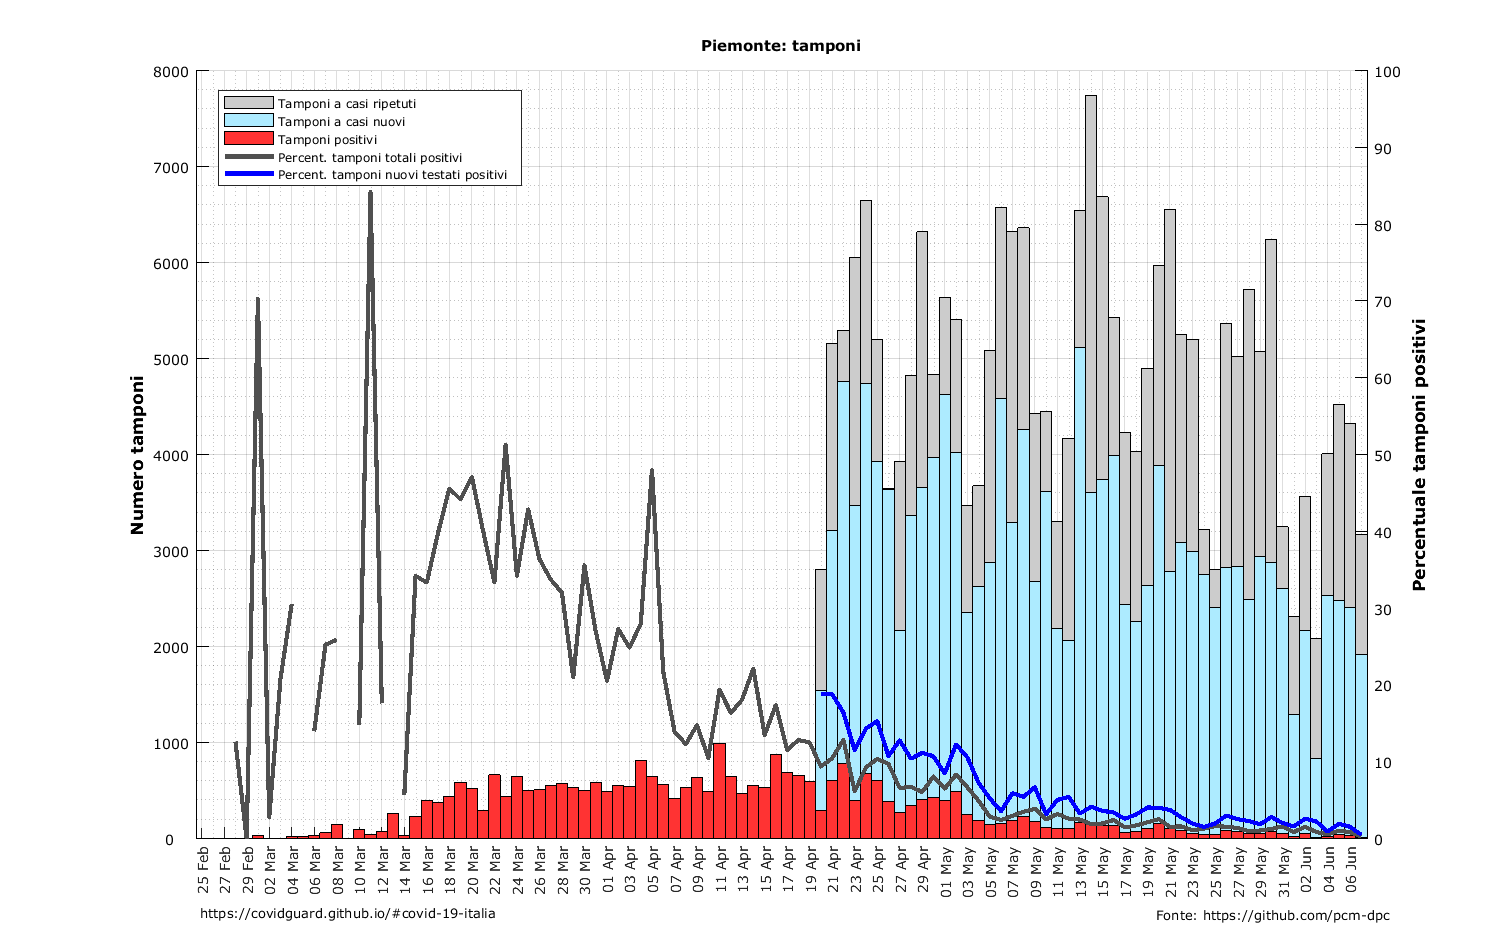 Piemonte: tamponi
8000
7000
6000
5000
4000
3000
2000
1000
0
Numero tamponi
Tamponi a casi ripetuti
Tamponi a casi nuovi
Tamponi positivi
Percent. tamponi totali positivi
Percent. tamponi nuovi testati positivi
100
90
80
70
60
50
40
30
20
10
0
Percentuale tamponi positivi
25 Feb
27 Feb
29 Feb
02 Mar
04 Mar
06 Mar
08 Mar
10 Mar
12 Mar
14 Mar
16 Mar
18 Mar
20 Mar
22 Mar
24 Mar
26 Mar
28 Mar
30 Mar
01 Apr
03 Apr
05 Apr
07 Apr
09 Apr
11 Apr
13 Apr
15 Apr
17 Apr
19 Apr
21 Apr
23 Apr
25 Apr
27 Apr
29 Apr
01 May
03 May
05 May
07 May
09 May
11 May
13 May
15 May
17 May
19 May
21 May
23 May
25 May
27 May
29 May
31 May
02 Jun
04 Jun
06 Jun
https://covidguard.github.io/#covid-19-italia
Fonte: https://github.com/pcm-dpc